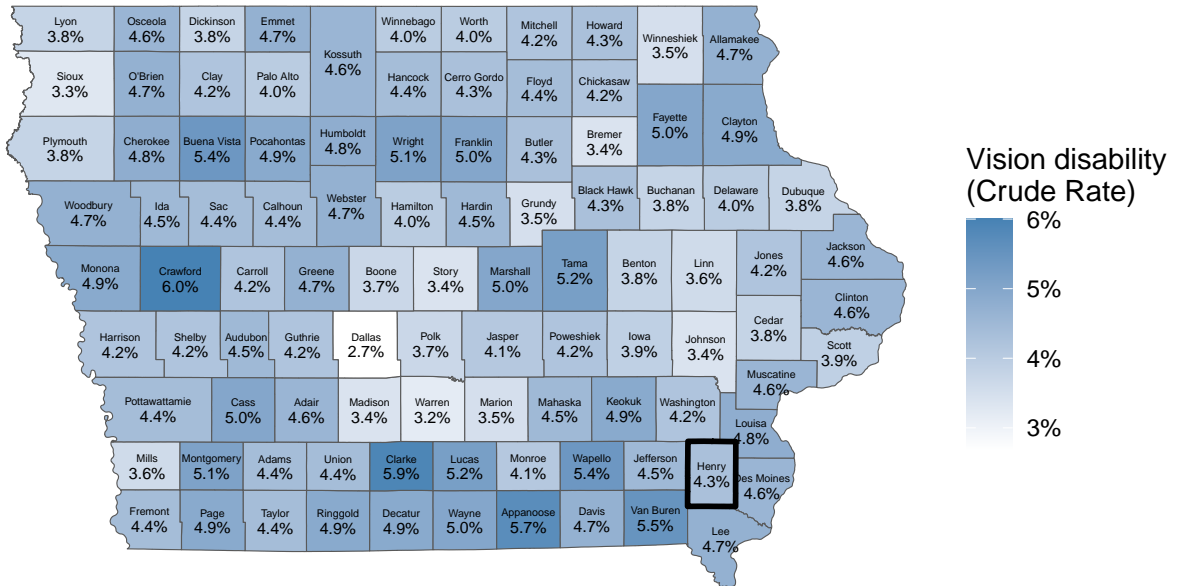 Lyon
3.8%
Osceola
4.6%
Dickinson
3.8%
Emmet
4.7%
Kossuth
4.6%
Winnebago
4.0%
Worth
4.0%
Mitchell
4.2%
Howard
4.3%
Winneshiek
3.5%
Allamakee
4.7%
Sioux
3.3%
O'Brien
4.7%
Clay
4.2%
Palo Alto
4.0%
Hancock
4.4%
Cerro Gordo
4.3%
Floyd
4.4%
Chickasaw
4.2%
Fayette
5.0%
Clayton
4.9%
Plymouth
3.8%
Cherokee
4.8%
Buena Vista
5.4%
Pocahontas
4.9%
Humboldt
4.8%
Wright
5.1%
Franklin
5.0%
Butler
4.3%
Bremer
3.4%
Woodbury
4.7%
Ida
4.5%
Sac
4.4%
Calhoun
4.4%
Webster
4.7%
Hamilton
4.0%
Hardin
4.5%
Grundy
3.5%
Black Hawk
4.3%
Buchanan
3.8%
Delaware
4.0%
Dubuque
3.8%
Monona
4.9%
Crawford
6.0%
Carroll
4.2%
Greene
4.7%
Boone
3.7%
Story
3.4%
Marshall
5.0%
Tama
5.2%
Benton
3.8%
Linn
3.6%
Jones
4.2%
Jackson
4.6%
Clinton
4.6%
Harrison
4.2%
Shelby
4.2%
Audubon
4.5%
Guthrie
4.2%
Dallas
2.7%
Polk
3.7%
Jasper
4.1%
Poweshiek
4.2%
Iowa
3.9%
Johnson
3.4%
Cedar
3.8%
Scott
3.9%
Muscatine
4.6%
Pottawattamie
4.4%
Cass
5.0%
Adair
4.6%
Madison
3.4%
Warren
3.2%
Marion
3.5%
Mahaska
4.5%
Keokuk
4.9%
Washington
4.2%
Louisa
4.8%
Mills
3.6%
Montgomery
5.1%
Adams
4.4%
Union
4.4%
Clarke
5.9%
Lucas
5.2%
Monroe
4.1%
Wapello
5.4%
Jefferson
4.5%
Henry
4.3%
Des Moines
4.6%
Fremont
4.4%
Page
4.9%
Taylor
4.4%
Ringgold
4.9%
Decatur
4.9%
Wayne
5.0%
Appanoose
5.7%
Davis
4.7%
Van Buren
5.5%
Lee
4.7%
Vision disability
(Crude Rate)
6%
5%
4%
3%